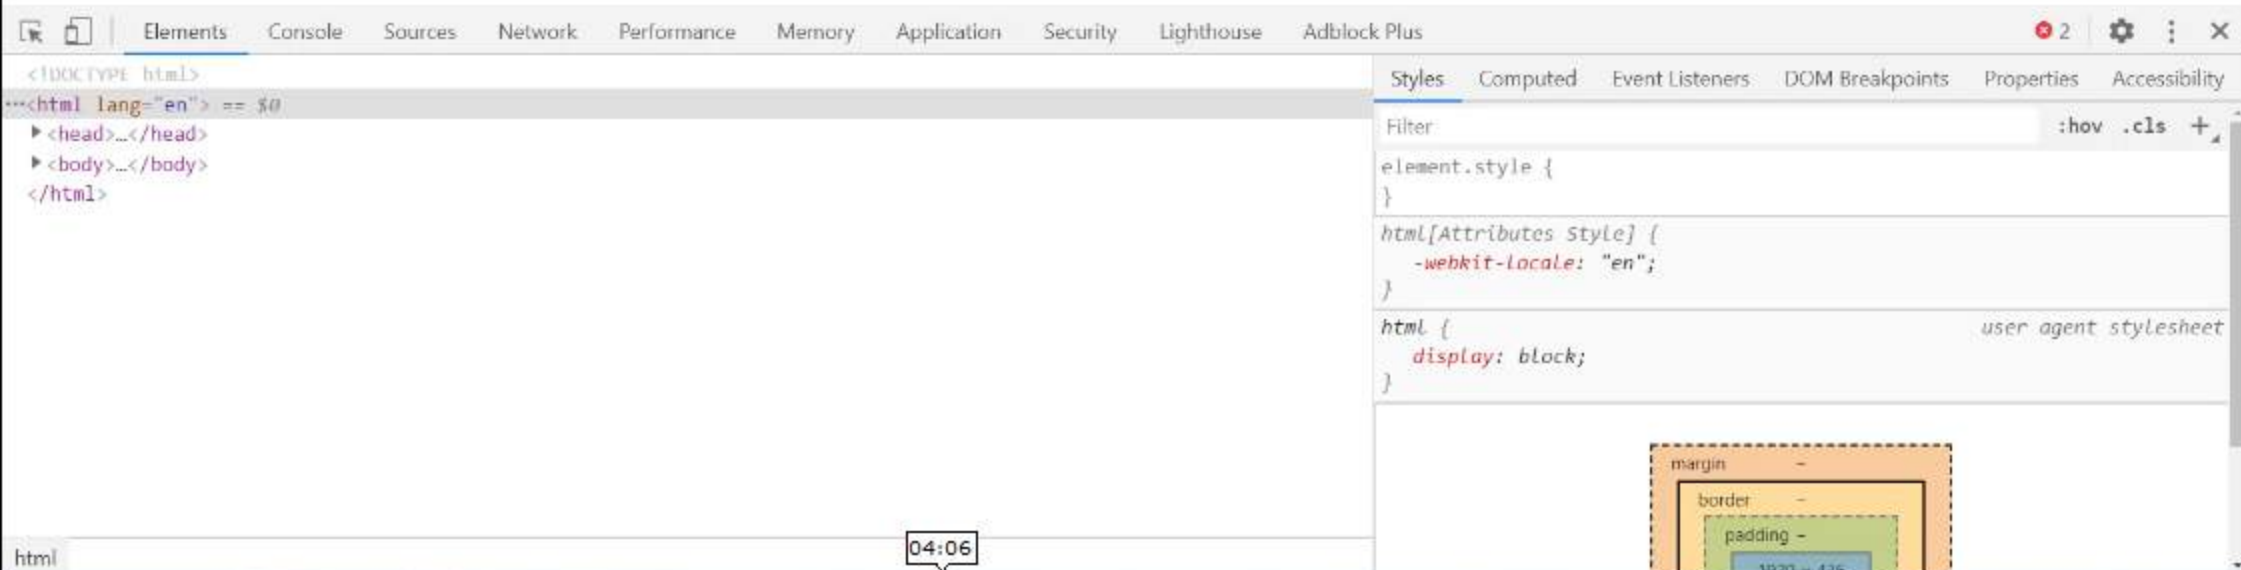 Elements Console Sources Network Performance Memory Application Security Lighthouse Adblock Plus 2
<!DOCTYPE html>
…<html lang="en"> == $0
<head>…</head>
<body>…</body>
</html>
html
04:06
Styles Computed Event Listeners DOM Breakpoints Properties Accessibility
Filter :hov .cls +
element.style {
}
html[Attributes Style] {
-webkit-locale: "en";
}
html { user agent stylesheet
display: block;
}
margin -
border -
padding -